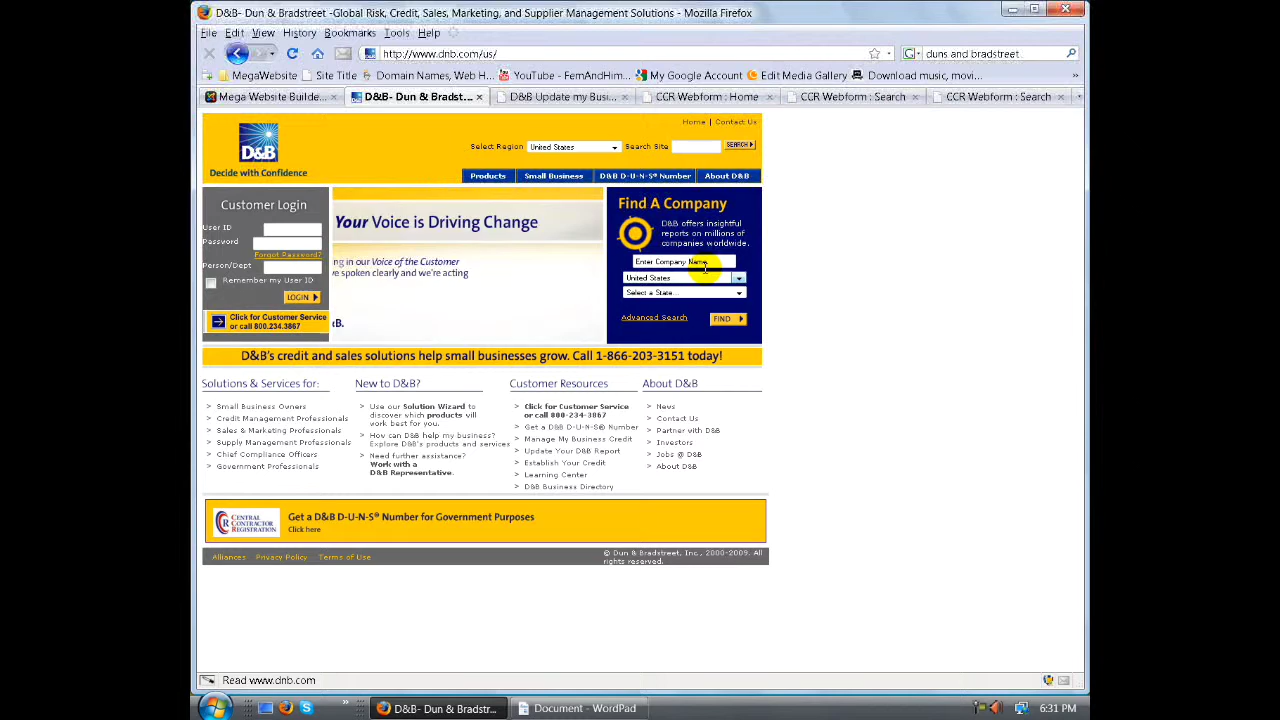 D&B- Dun & Bradstreet -Global Risk, Credit, Sales, Marketing, and Supplier Management Solutions - Mozilla Firefox
File Edit View History Bookmarks Tools Help
http://www.dnb.com/us/
duns and bradstreet
MegaWebsite
Site Title
Domain Names, Web H...
YouTube - FemAndHim...
My Google Account
Edit Media Gallery
Download music, movi...
Mega Website Builde...
D&B- Dun & Bradst...
D&B Update my Busi...
CCR Webform : Home
CCR Webform : Search
CCR Webform : Search
Home | Contact Us
D&B
Decide with Confidence
Select Region
United States
Search Site
SEARCH
Products
Small Business
D&B D-U-N-S® Number
About D&B
Customer Login
User ID
Password
Forgot Password?
Person/Dept
Remember my User ID
LOGIN
Click for Customer Service
or call 800.234.3867
Your Voice is Driving Change
ing in our Voice of the Customer
ve spoken clearly and we're acting
&B.
Find A Company
D&B offers insightful
reports on millions of
companies worldwide.
Enter Company Name
United States
Select a State...
Advanced Search
FIND
D&B's credit and sales solutions help small businesses grow. Call 1-866-203-3151 today!
Solutions & Services for:
> Small Business Owners
> Credit Management Professionals
> Sales & Marketing Professionals
> Supply Management Professionals
> Chief Compliance Officers
> Government Professionals
New to D&B?
> Use our Solution Wizard to
discover which products will
work best for you.
> How can D&B help my business?
Explore D&B's products and services
> Need further assistance?
Work with a
D&B Representative.
Customer Resources
> Click for Customer Service
or call 800-234-3867
> Get a D&B D-U-N-S® Number
> Manage My Business Credit
> Update Your D&B Report
> Establish Your Credit
> Learning Center
> D&B Business Directory
About D&B
> News
> Contact Us
> Partner with D&B
> Investors
> Jobs @ D&B
> About D&B
CENTRAL
CONTRACTOR
REGISTRATION
Get a D&B D-U-N-S® Number for Government Purposes
Click here
Alliances
Privacy Policy
Terms of Use
© Dun & Bradstreet, Inc., 2000-2009. All
rights reserved.
Read www.dnb.com
D&B- Dun & Bradstr...
Document - WordPad
6:31 PM